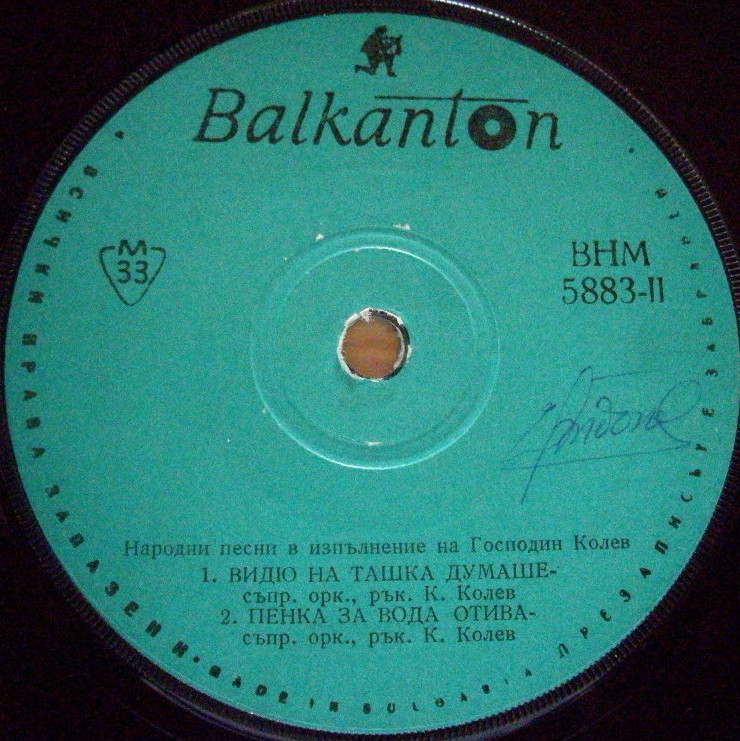 Balkanton
М
33
ВНМ
5883-II
Народни песни в изпълнение на Господин Колев
1. ВИДЮ НА ТАШКА ДУМАШЕ-
съпр. орк., рък. К. Колев
2. ПЕНКА ЗА ВОДА ОТИВА-
съпр. орк., рък. К. Колев
ВСИЧКИ ПРАВА ЗАПАЗЕНИ • MADE IN BULGARIA • ПРЕЗАПИСЪТ Е ЗАБРАНЕН